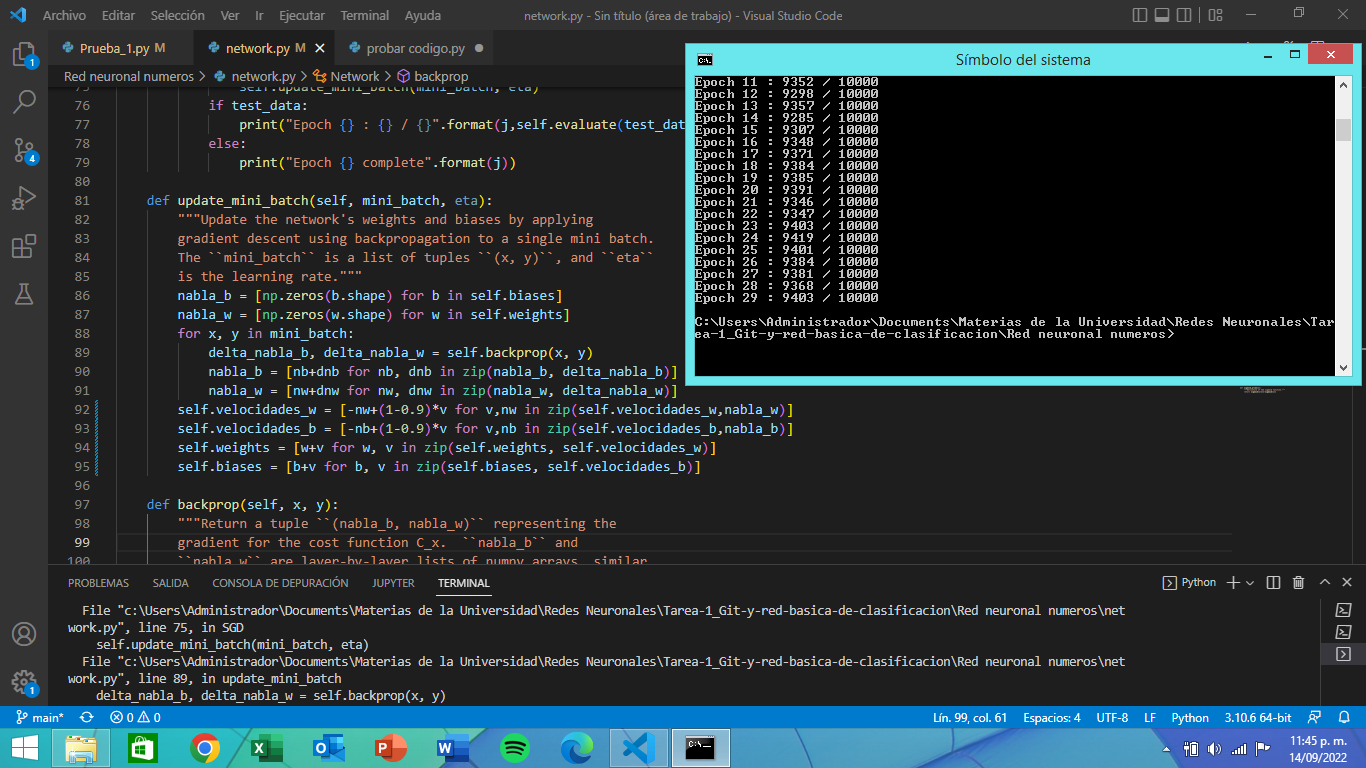 Archivo Editar Selección Ver Ir Ejecutar Terminal Ayuda network.py - Sin título (área de trabajo) - Visual Studio Code
Prueba_1.py M network.py M probar codigo.py
Red neuronal numeros > network.py > Network > backprop
75 self.update_mini_batch(mini_batch, eta)
76 if test_data:
77 print("Epoch {} : {} / {}".format(j,self.evaluate(test_dat
78 else:
79 print("Epoch {} complete".format(j))
80
81 def update_mini_batch(self, mini_batch, eta):
82 """Update the network's weights and biases by applying
83 gradient descent using backpropagation to a single mini batch.
84 The ``mini_batch`` is a list of tuples ``(x, y)``, and ``eta``
85 is the learning rate."""
86 nabla_b = [np.zeros(b.shape) for b in self.biases]
87 nabla_w = [np.zeros(w.shape) for w in self.weights]
88 for x, y in mini_batch:
89 delta_nabla_b, delta_nabla_w = self.backprop(x, y)
90 nabla_b = [nb+dnb for nb, dnb in zip(nabla_b, delta_nabla_b)]
91 nabla_w = [nw+dnw for nw, dnw in zip(nabla_w, delta_nabla_w)]
92 self.velocidades_w = [-nw+(1-0.9)*v for v,nw in zip(self.velocidades_w,nabla_w)]
93 self.velocidades_b = [-nb+(1-0.9)*v for v,nb in zip(self.velocidades_b,nabla_b)]
94 self.weights = [w+v for w, v in zip(self.weights, self.velocidades_w)]
95 self.biases = [b+v for b, v in zip(self.biases, self.velocidades_b)]
96
97 def backprop(self, x, y):
98 """Return a tuple ``(nabla_b, nabla_w)`` representing the
99 gradient for the cost function C_x.  ``nabla_b`` and
100 ``nabla_w`` are layer-by-layer lists of numpy arrays, similar
Símbolo del sistema
Epoch 11 : 9352 / 10000
Epoch 12 : 9298 / 10000
Epoch 13 : 9357 / 10000
Epoch 14 : 9285 / 10000
Epoch 15 : 9307 / 10000
Epoch 16 : 9348 / 10000
Epoch 17 : 9371 / 10000
Epoch 18 : 9384 / 10000
Epoch 19 : 9385 / 10000
Epoch 20 : 9391 / 10000
Epoch 21 : 9346 / 10000
Epoch 22 : 9347 / 10000
Epoch 23 : 9403 / 10000
Epoch 24 : 9419 / 10000
Epoch 25 : 9401 / 10000
Epoch 26 : 9384 / 10000
Epoch 27 : 9381 / 10000
Epoch 28 : 9368 / 10000
Epoch 29 : 9403 / 10000
C:\Users\Administrador\Documents\Materias de la Universidad\Redes Neuronales\Tar
ea-1_Git-y-red-basica-de-clasificacion\Red neuronal numeros>
PROBLEMAS SALIDA CONSOLA DE DEPURACIÓN JUPYTER TERMINAL Python
File "c:\Users\Administrador\Documents\Materias de la Universidad\Redes Neuronales\Tarea-1_Git-y-red-basica-de-clasificacion\Red neuronal numeros\net
work.py", line 75, in SGD
self.update_mini_batch(mini_batch, eta)
File "c:\Users\Administrador\Documents\Materias de la Universidad\Redes Neuronales\Tarea-1_Git-y-red-basica-de-clasificacion\Red neuronal numeros\net
work.py", line 89, in update_mini_batch
delta_nabla_b, delta_nabla_w = self.backprop(x, y)
main* 0 0 Lín. 99, col. 61 Espacios: 4 UTF-8 LF Python 3.10.6 64-bit
11:45 p. m.
14/09/2022